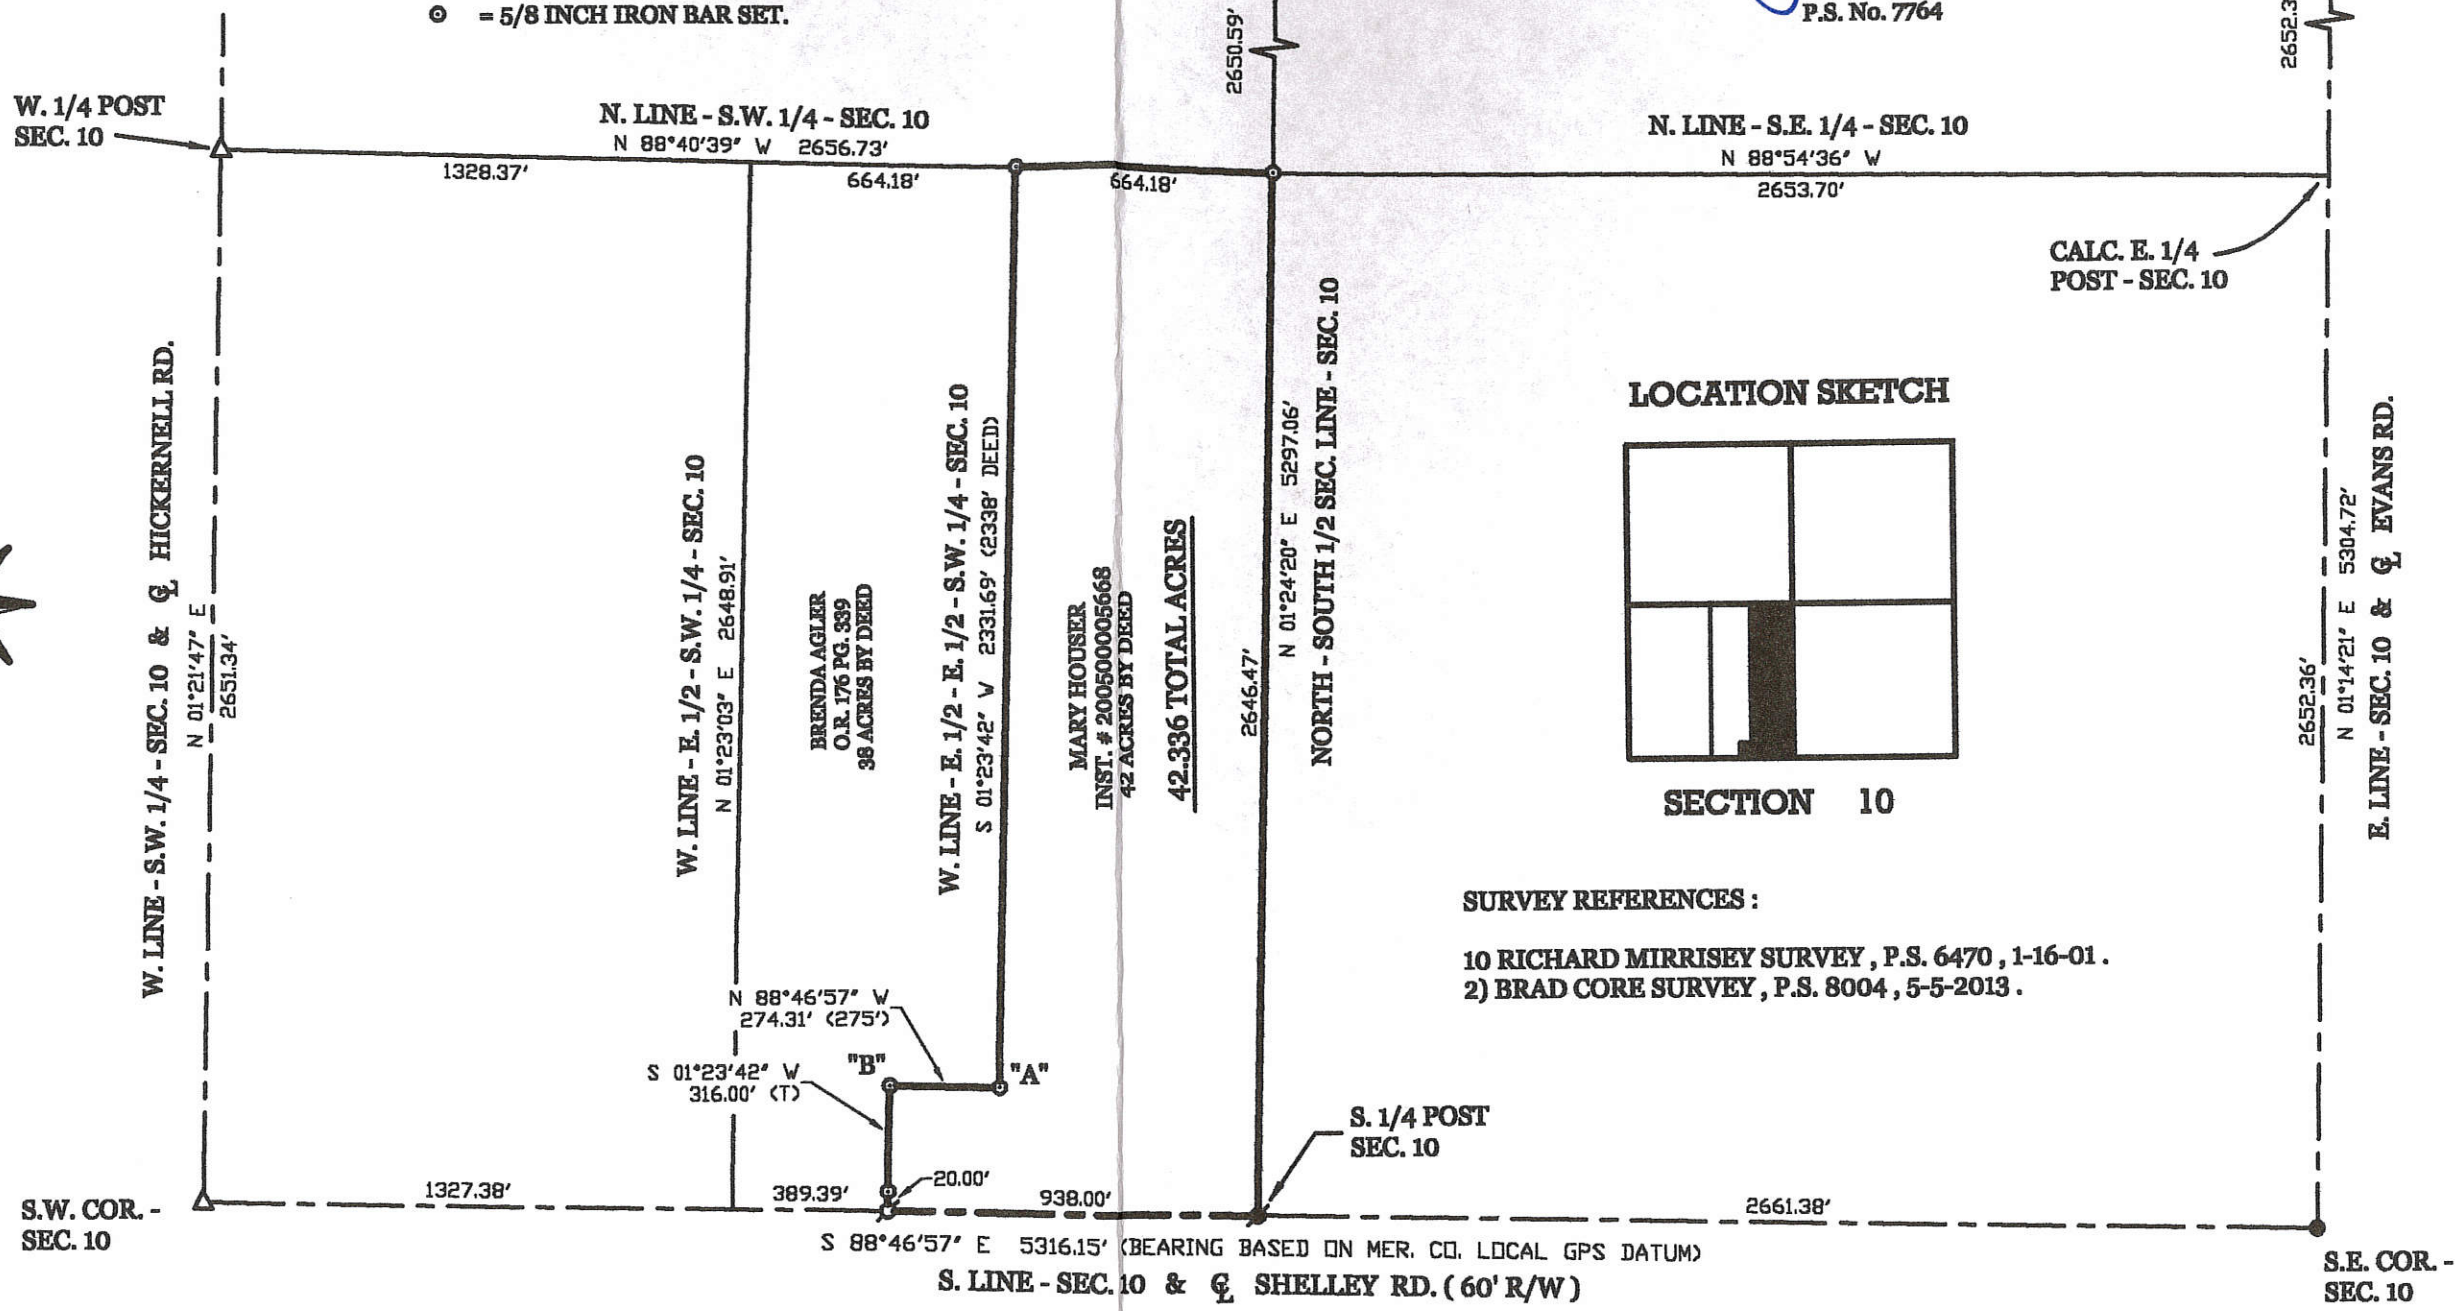 ⊙ = 5/8 INCH IRON BAR SET.
P.S. No. 7764
2650.59'
2652.3
W. 1/4 POST
SEC. 10
N. LINE - S.W. 1/4 - SEC. 10
N 88°40'39" W 2656.73'
1328.37'
664.18'
664.18'
N. LINE - S.E. 1/4 - SEC. 10
N 88°54'36" W
2653.70'
CALC. E. 1/4
POST - SEC. 10
W. LINE - S.W. 1/4 - SEC. 10 & ℄ HICKERNELL RD.
N 01°21'47" E
2651.34'
W. LINE - E. 1/2 - S.W. 1/4 - SEC. 10
N 01°23'03" E 2648.91'
BRENDA AGLER
O.R. 176 PG. 339
38 ACRES BY DEED
W. LINE - E. 1/2 - E. 1/2 - S.W. 1/4 - SEC. 10
S 01°23'42" W 2331.69' (2338' DEED)
MARY HOUSER
INST. # 200500005668
42 ACRES BY DEED
42.336 TOTAL ACRES
2646.47'
N 01°24'20" E 5297.06'
NORTH - SOUTH 1/2 SEC. LINE - SEC. 10
LOCATION SKETCH
SECTION 10
2652.36'
N 01°14'21" E 5304.72'
E. LINE - SEC. 10 & ℄ EVANS RD.
SURVEY REFERENCES :
10 RICHARD MIRRISEY SURVEY , P.S. 6470 , 1-16-01 .
2) BRAD CORE SURVEY , P.S. 8004 , 5-5-2013 .
N 88°46'57" W
274.31' (275')
"B"
"A"
S 01°23'42" W
316.00' (T)
S. 1/4 POST
SEC. 10
20.00'
S.W. COR. -
SEC. 10
1327.38'
389.39'
938.00'
2661.38'
S 88°46'57" E 5316.15' (BEARING BASED ON MER. CO. LOCAL GPS DATUM)
S. LINE - SEC. 10 & ℄ SHELLEY RD. ( 60' R/W )
S.E. COR. -
SEC. 10